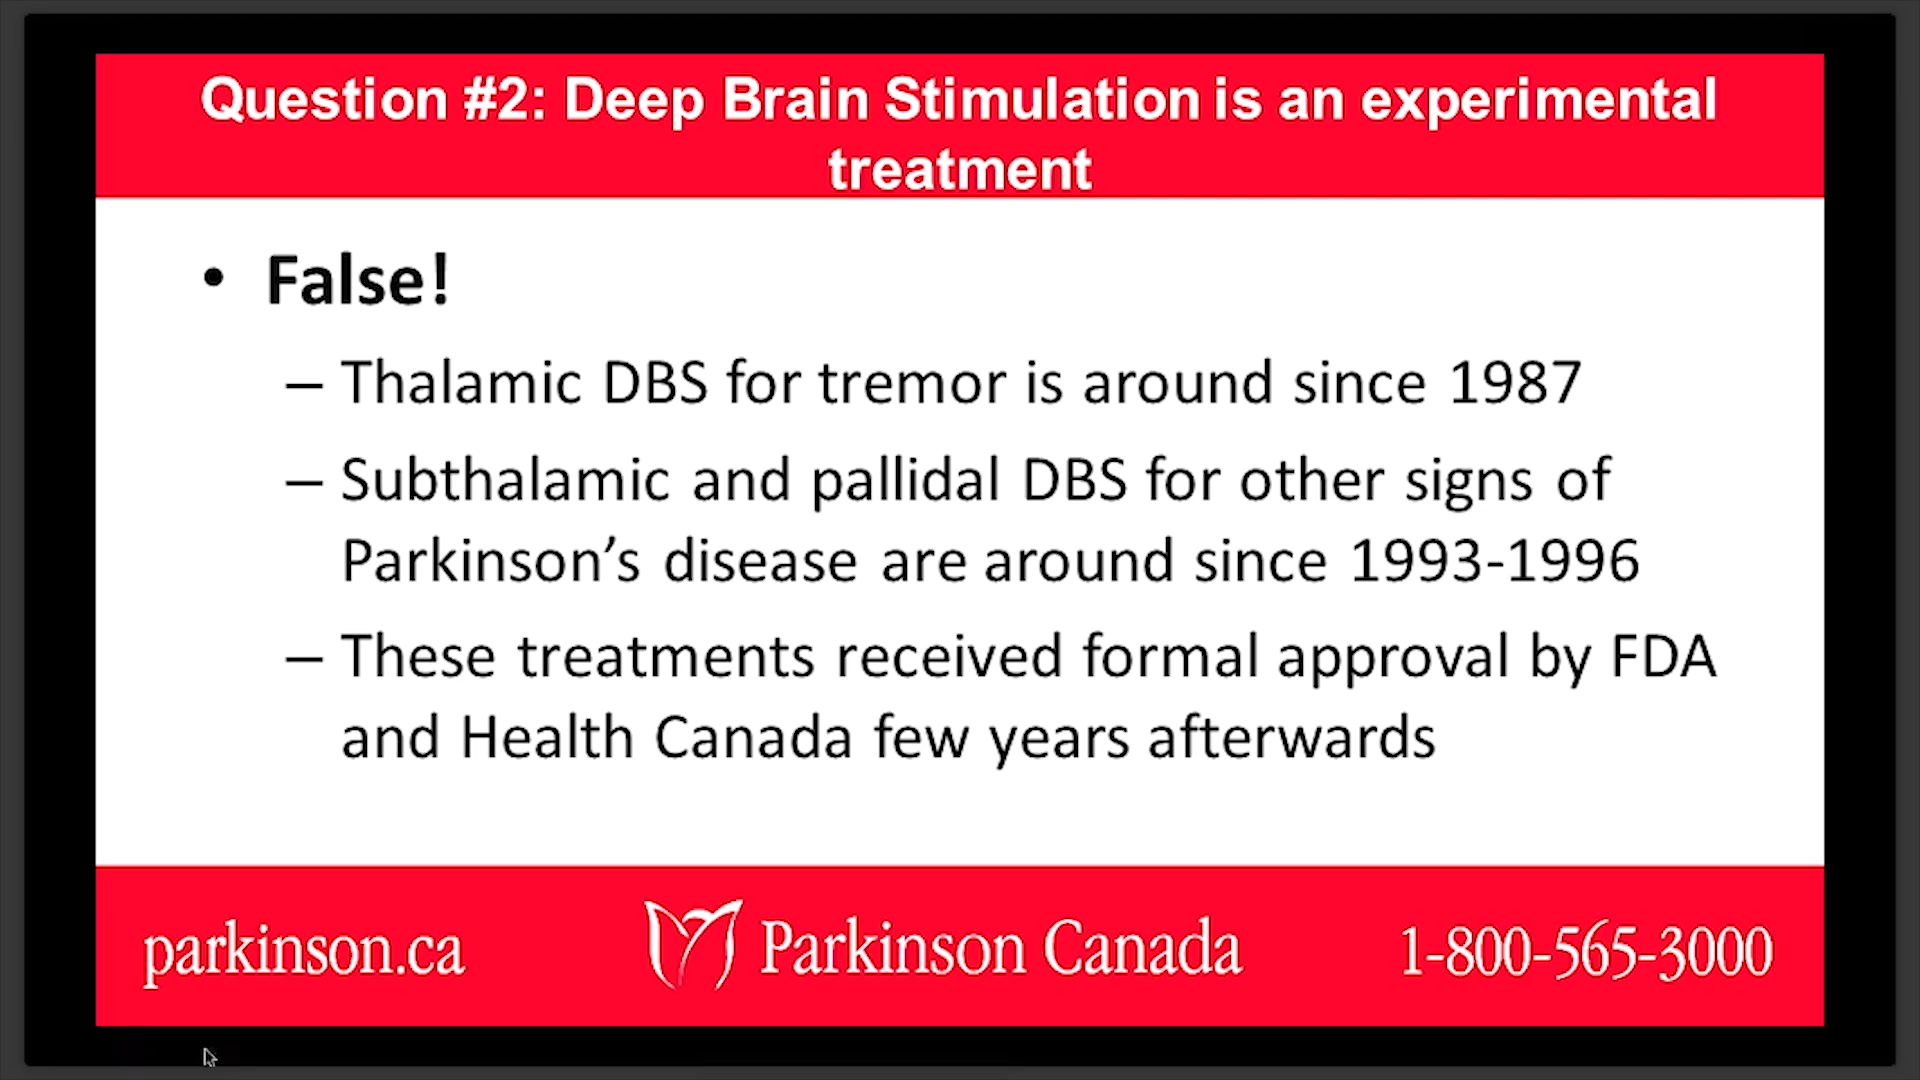 Question #2: Deep Brain Stimulation is an experimental
treatment
• False!
– Thalamic DBS for tremor is around since 1987
– Subthalamic and pallidal DBS for other signs of
Parkinson’s disease are around since 1993-1996
– These treatments received formal approval by FDA
and Health Canada few years afterwards
parkinson.ca
Parkinson Canada
1-800-565-3000